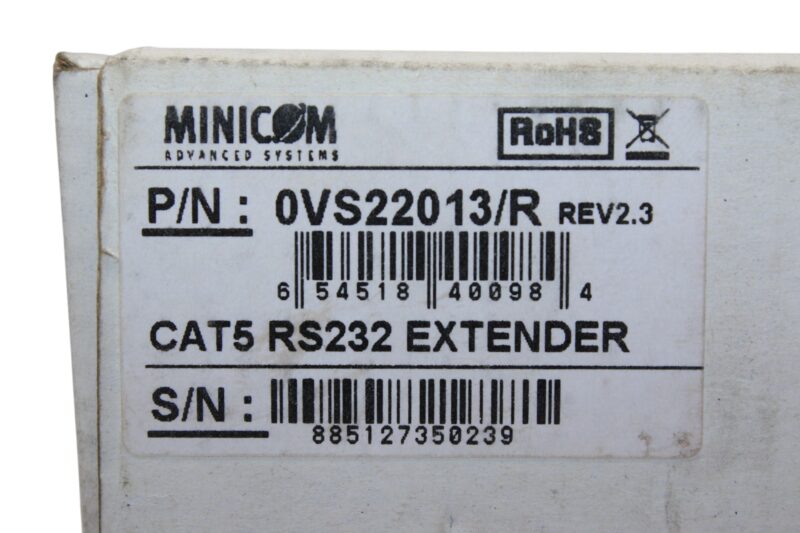 MINICOM
ADVANCED SYSTEMS
RoHS
P/N : 0VS22013/R REV2.3
6 54518 40098 4
CAT5 RS232 EXTENDER
S/N :
885127350239